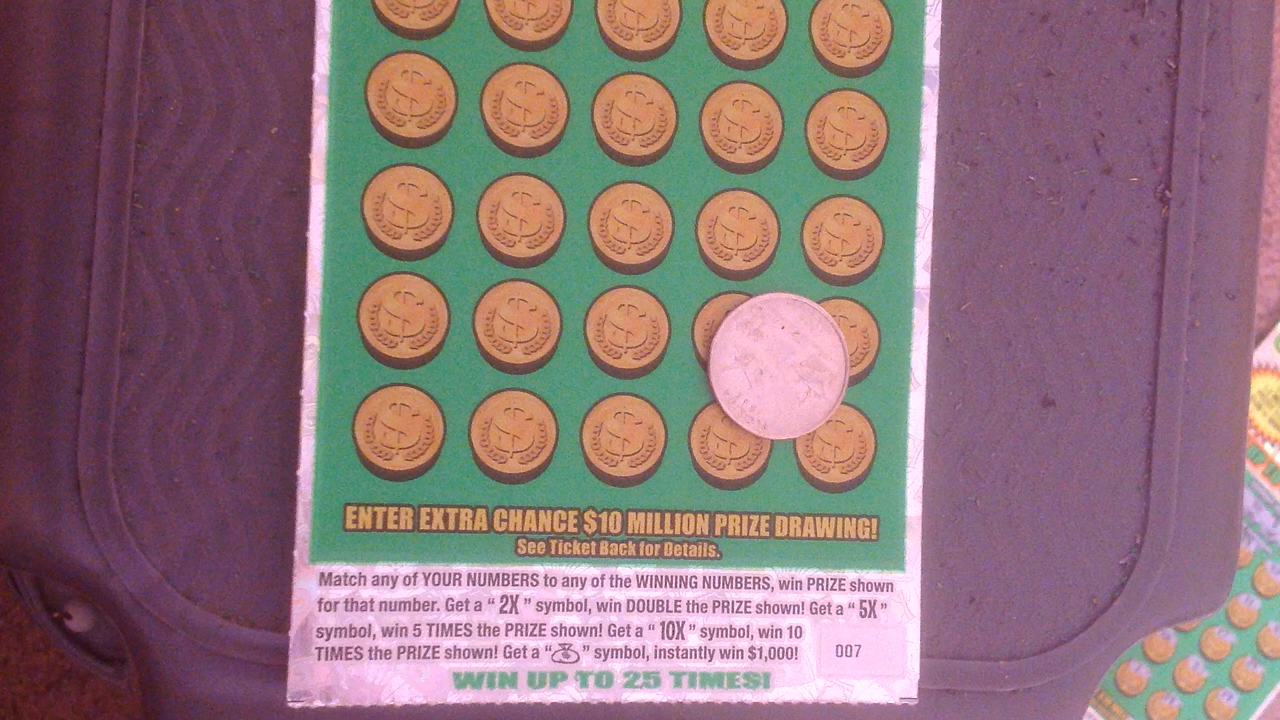 ENTER EXTRA CHANCE $10 MILLION PRIZE DRAWING!
See Ticket Back for Details.
Match any of YOUR NUMBERS to any of the WINNING NUMBERS, win PRIZE shown
for that number. Get a “ 2X ” symbol, win DOUBLE the PRIZE shown! Get a “ 5X ”
symbol, win 5 TIMES the PRIZE shown! Get a “ 10X ” symbol, win 10
TIMES the PRIZE shown! Get a “ ” symbol, instantly win $1,000!
007
WIN UP TO 25 TIMES!